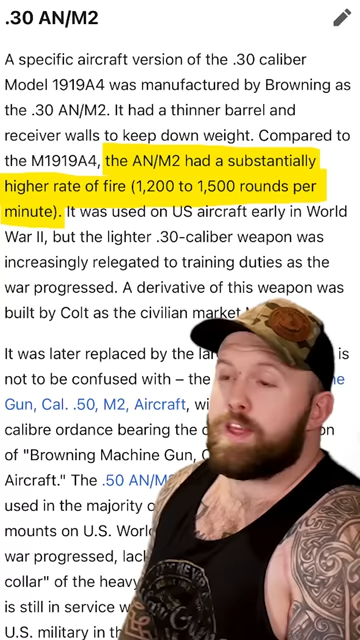 .30 AN/M2
A specific aircraft version of the .30 caliber
Model 1919A4 was manufactured by Browning as
the .30 AN/M2. It had a thinner barrel and
receiver walls to keep down weight. Compared to
the M1919A4, the AN/M2 had a substantially
higher rate of fire (1,200 to 1,500 rounds per
minute). It was used on US aircraft early in World
War II, but the lighter .30-caliber weapon was
increasingly relegated to training duties as the
war progressed. A derivative of this weapon was
built by Colt as the civilian market
It was later replaced by the is
not to be confused with – the
Gun, Cal. .50, M2, Aircraft,
calibre ordance bearing the
of "Browning Machine Gun,
Aircraft." The .50 AN/M
used in the majority
mounts on U.S.
war progressed,
collar" of the heavy
is still in service
U.S. military in